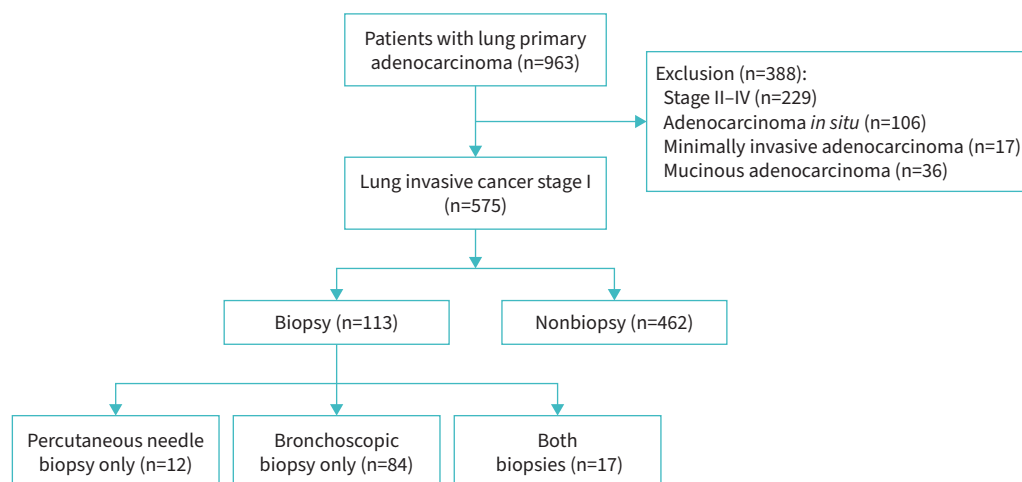 Patients with lung primary
adenocarcinoma (n=963)
Exclusion (n=388):
Stage II–IV (n=229)
Adenocarcinoma in situ (n=106)
Minimally invasive adenocarcinoma (n=17)
Mucinous adenocarcinoma (n=36)
Lung invasive cancer stage I
(n=575)
Biopsy (n=113)
Nonbiopsy (n=462)
Percutaneous needle
biopsy only (n=12)
Bronchoscopic
biopsy only (n=84)
Both
biopsies (n=17)